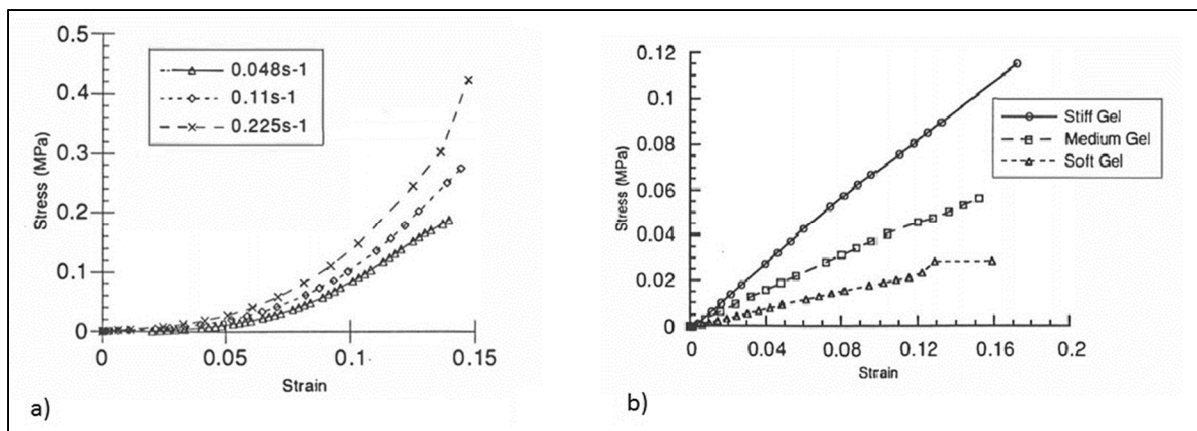 0.5
0.4
0.3
0.2
0.1
0
Stress (MPa)
0.048s-1
0.11s-1
0.225s-1
0
0.05
0.1
0.15
Strain
a)
0.12
0.1
0.08
0.06
0.04
0.02
0
Stress (MPa)
Stiff Gel
Medium Gel
Soft Gel
0
0.04
0.08
0.12
0.16
0.2
Strain
b)